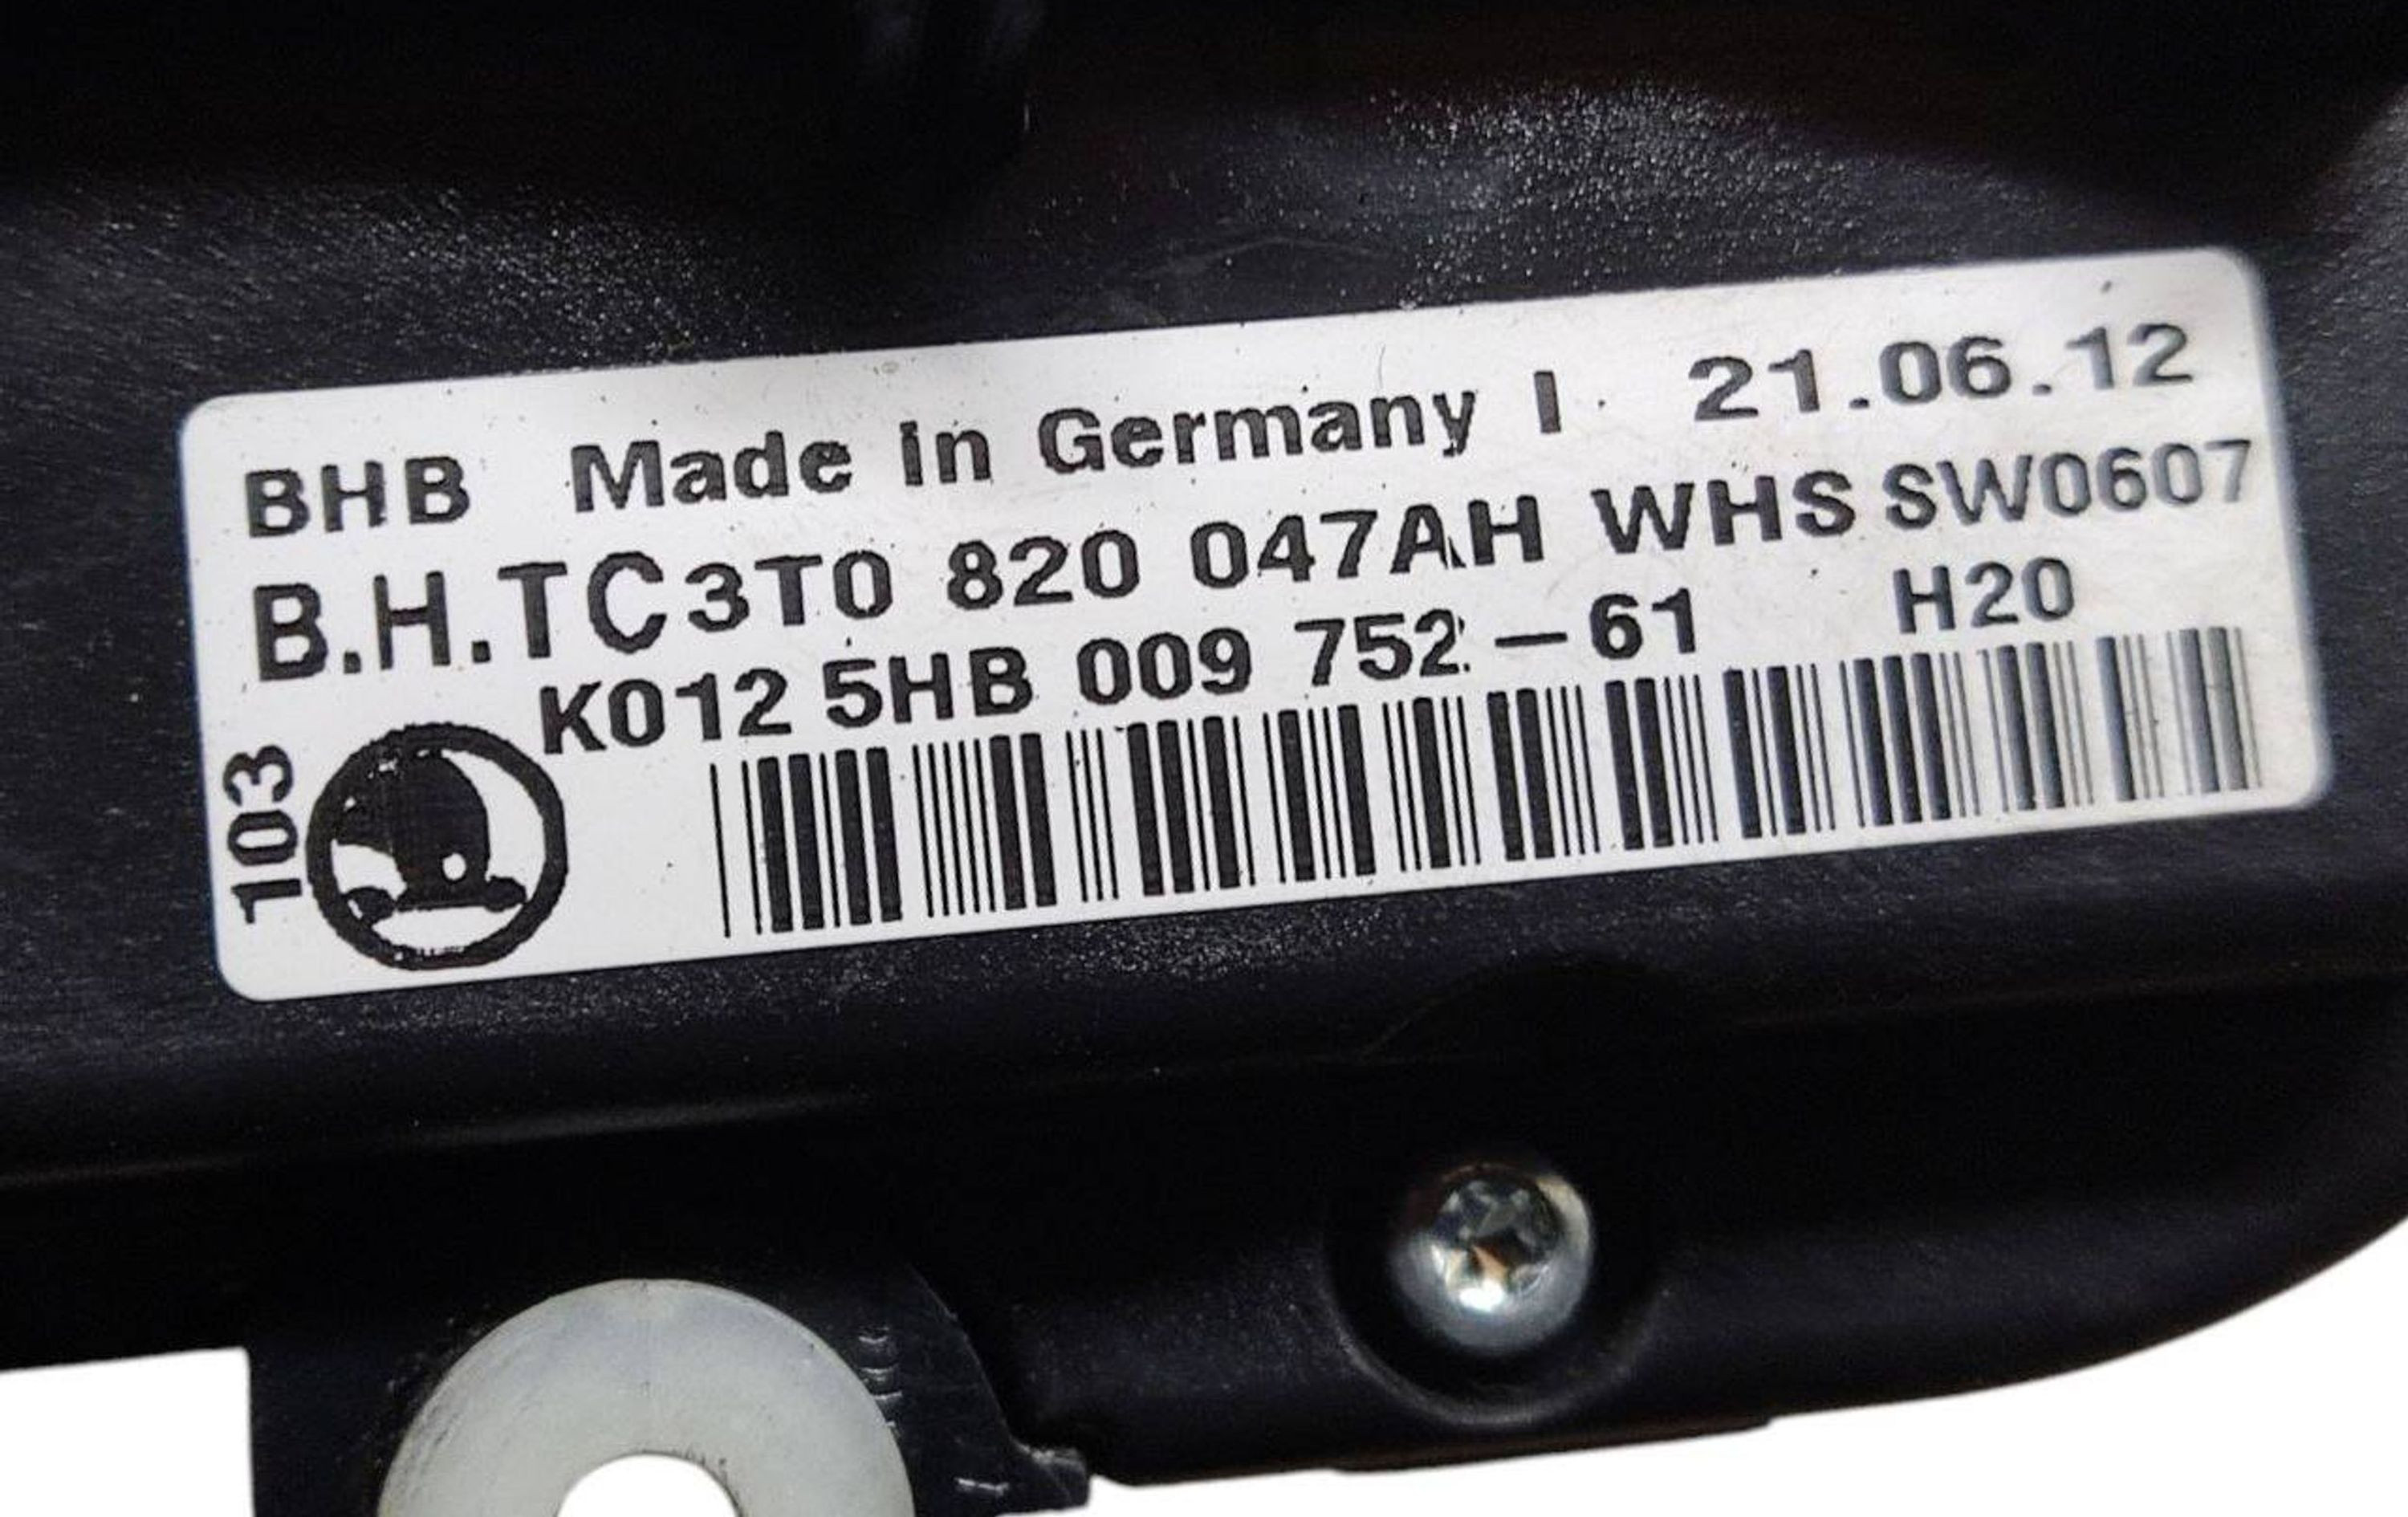 BHB Made in Germany I 21.06.12
B.H.TC 3T0 820 047AH WHS SW0607
K012 5HB 009 752-61 H20
103